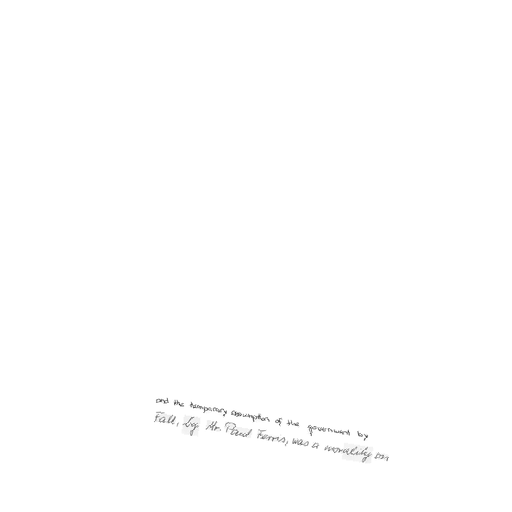 and the temporary assumption of the government by
Fall, by Mr. Paul Ferris, was a morality on